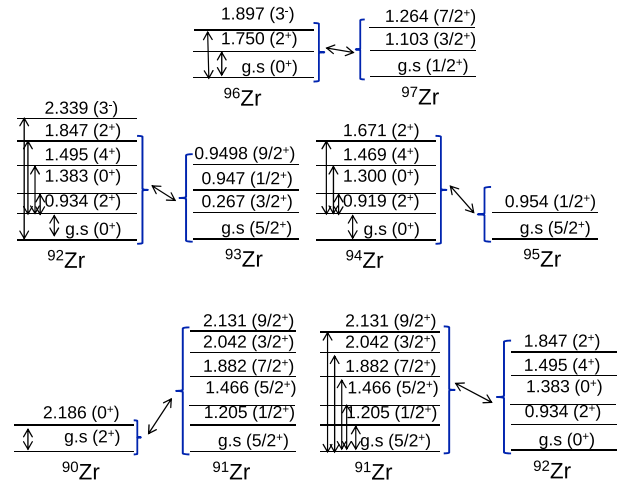 1.897 (3⁻)
1.750 (2⁺)
g.s (0⁺)
⁹⁶Zr
1.264 (7/2⁺)
1.103 (3/2⁺)
g.s (1/2⁺)
⁹⁷Zr
2.339 (3⁻)
1.847 (2⁺)
1.495 (4⁺)
1.383 (0⁺)
0.934 (2⁺)
g.s (0⁺)
⁹²Zr
0.9498 (9/2⁺)
0.947 (1/2⁺)
0.267 (3/2⁺)
g.s (5/2⁺)
⁹³Zr
1.671 (2⁺)
1.469 (4⁺)
1.300 (0⁺)
0.919 (2⁺)
g.s (0⁺)
⁹⁴Zr
0.954 (1/2⁺)
g.s (5/2⁺)
⁹⁵Zr
2.186 (0⁺)
g.s (2⁺)
⁹⁰Zr
2.131 (9/2⁺)
2.042 (3/2⁺)
1.882 (7/2⁺)
1.466 (5/2⁺)
1.205 (1/2⁺)
g.s (5/2⁺)
⁹¹Zr
2.131 (9/2⁺)
2.042 (3/2⁺)
1.882 (7/2⁺)
1.466 (5/2⁺)
1.205 (1/2⁺)
g.s (5/2⁺)
⁹¹Zr
1.847 (2⁺)
1.495 (4⁺)
1.383 (0⁺)
0.934 (2⁺)
g.s (0⁺)
⁹²Zr